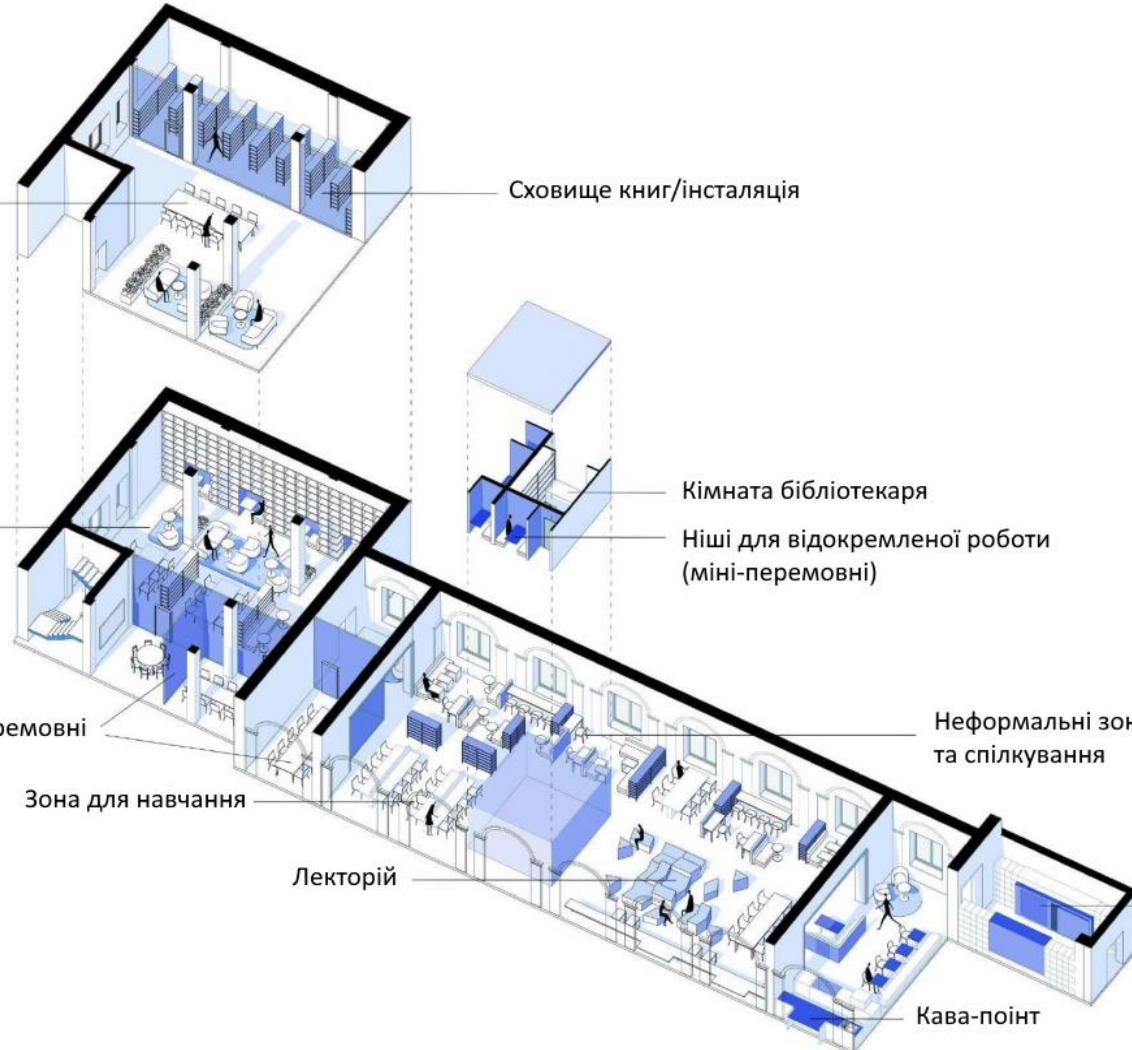 Сховище книг/інсталяція
Кімната бібліотекаря
Ніші для відокремленої роботи
(міні-перемовні)
ремовні
Неформальні зон
та спілкування
Зона для навчання
Лекторій
Кава-поінт